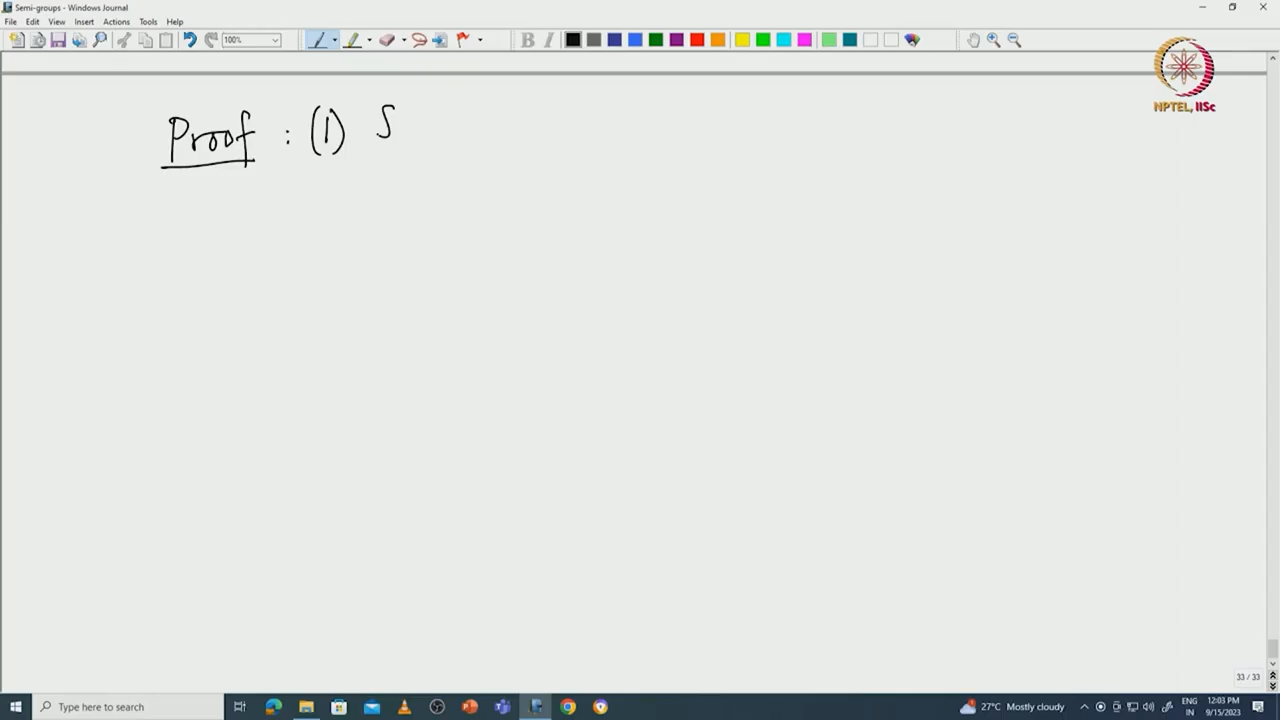 Semi-groups - Windows Journal
File Edit View Insert Actions Tools Help
100%
B I
NPTEL, IISc
Proof : (1) S
33 / 33
Type here to search
27°C Mostly cloudy
ENG
IN
12:03 PM
9/15/2023